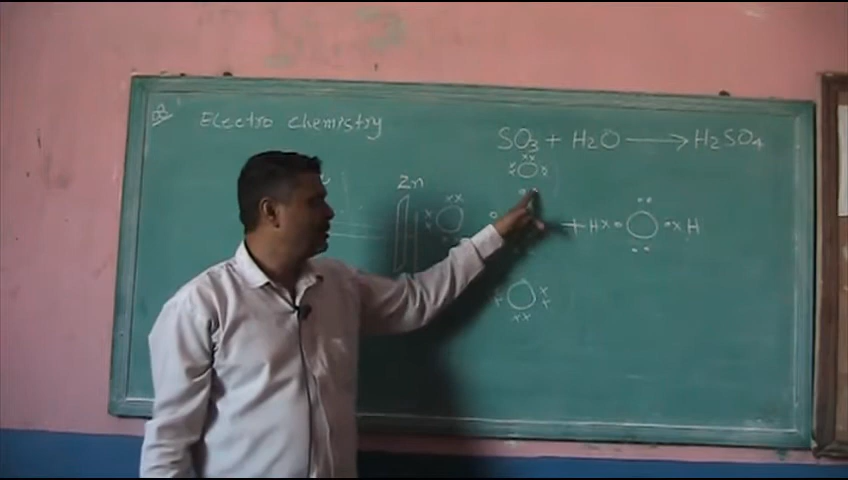 Electro chemistry
SO3 + H2O ⟶ H2SO4
Zn
+ H x H